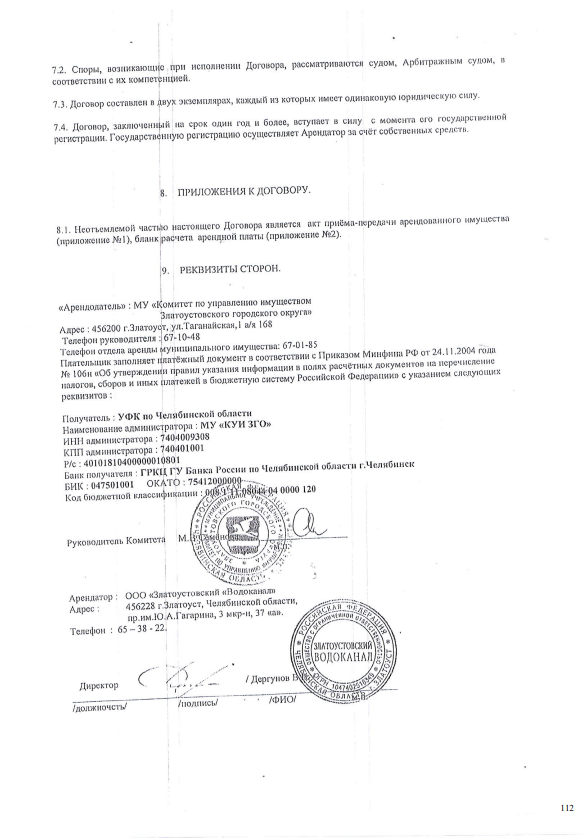 7.2. Споры, возникающие при исполнении Договора, рассматриваются судом, Арбитражным судом, в
соответствии с их компетенцией.
7.3. Договор составлен в двух экземплярах, каждый из которых имеет одинаковую юридическую силу.
7.4. Договор, заключенный на срок один год и более, вступает в силу с момента его государственной
регистрации. Государственную регистрацию осуществляет Арендатор за счёт собственных средств.
8. ПРИЛОЖЕНИЯ К ДОГОВОРУ.
8.1. Неотъемлемой частью настоящего Договора является акт приёма-передачи арендованного имущества
(приложение №1), бланк расчета арендной платы (приложение №2).
9. РЕКВИЗИТЫ СТОРОН.
«Арендодатель» : МУ «Комитет по управлению имуществом
Златоустовского городского округа»
Адрес : 456200 г.Златоуст, ул.Таганайская,1 а/я 168
Телефон руководителя : 67-10-48
Телефон отдела аренды муниципального имущества: 67-01-85
Плательщик заполняет платёжный документ в соответствии с Приказом Минфина РФ от 24.11.2004 года
№ 106н «Об утверждении правил указания информации в полях расчётных документов на перечисление
налогов, сборов и иных платежей в бюджетную систему Российской Федерации» с указанием следующих
реквизитов :
Получатель : УФК по Челябинской области
Наименование администратора : МУ «КУИ ЗГО»
ИНН администратора : 7404009308
КПП администратора : 740401001
Р/с : 40101810400000010801
Банк получателя : ГРКЦ ГУ Банка России по Челябинской области г.Челябинск
БИК : 047501001 ОКАТО : 75412000000
Код бюджетной классификации : 04 0000 120
Руководитель Комитета М.В.
М.П.
Арендатор : ООО «Златоустовский «Водоканал»
Адрес : 456228 г.Златоуст, Челябинской области,
пр.им.Ю.А.Гагарина, 3 мкр-н, 37 «а».
Телефон : 65 – 38 - 22.
РОССИЙСКАЯ ФЕДЕРАЦИЯ
ЗЛАТОУСТОВСКИЙ
ВОДОКАНАЛ
Директор / Дергунов В
/должность/ /подпись/ /ФИО/
112